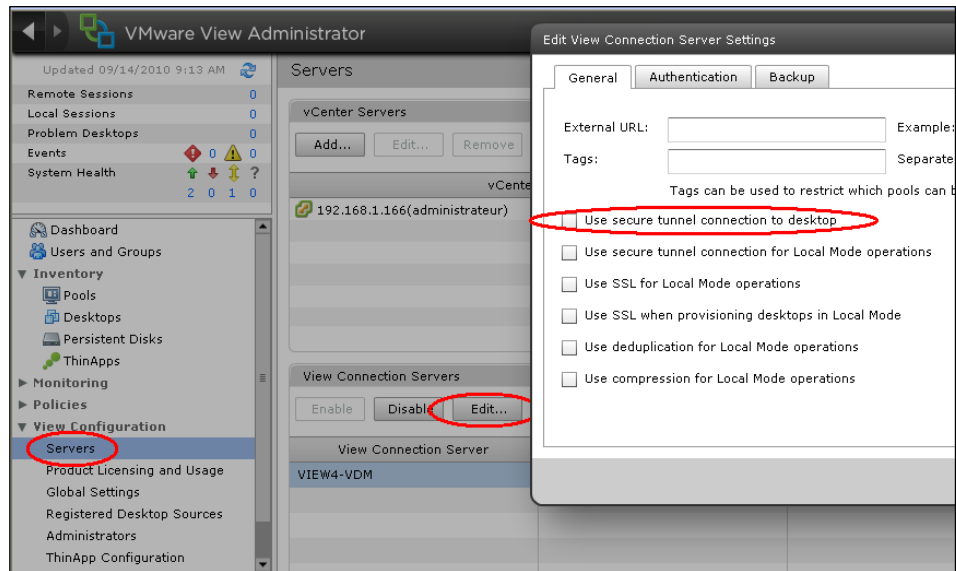 VMware View Administrator
Updated 09/14/2010 9:13 AM
Remote Sessions 0
Local Sessions 0
Problem Desktops 0
Events 0 0
System Health ?
2 0 1 0
Dashboard
Users and Groups
Inventory
Pools
Desktops
Persistent Disks
ThinApps
Monitoring
Policies
View Configuration
Servers
Product Licensing and Usage
Global Settings
Registered Desktop Sources
Administrators
ThinApp Configuration
Servers
vCenter Servers
Add... Edit... Remove
vCente
192.168.1.166(administrateur)
View Connection Servers
Enable Disable Edit...
View Connection Server
VIEW4-VDM
Edit View Connection Server Settings
General Authentication Backup
External URL: Example:
Tags: Separate
Tags can be used to restrict which pools can b
Use secure tunnel connection to desktop
Use secure tunnel connection for Local Mode operations
Use SSL for Local Mode operations
Use SSL when provisioning desktops in Local Mode
Use deduplication for Local Mode operations
Use compression for Local Mode operations